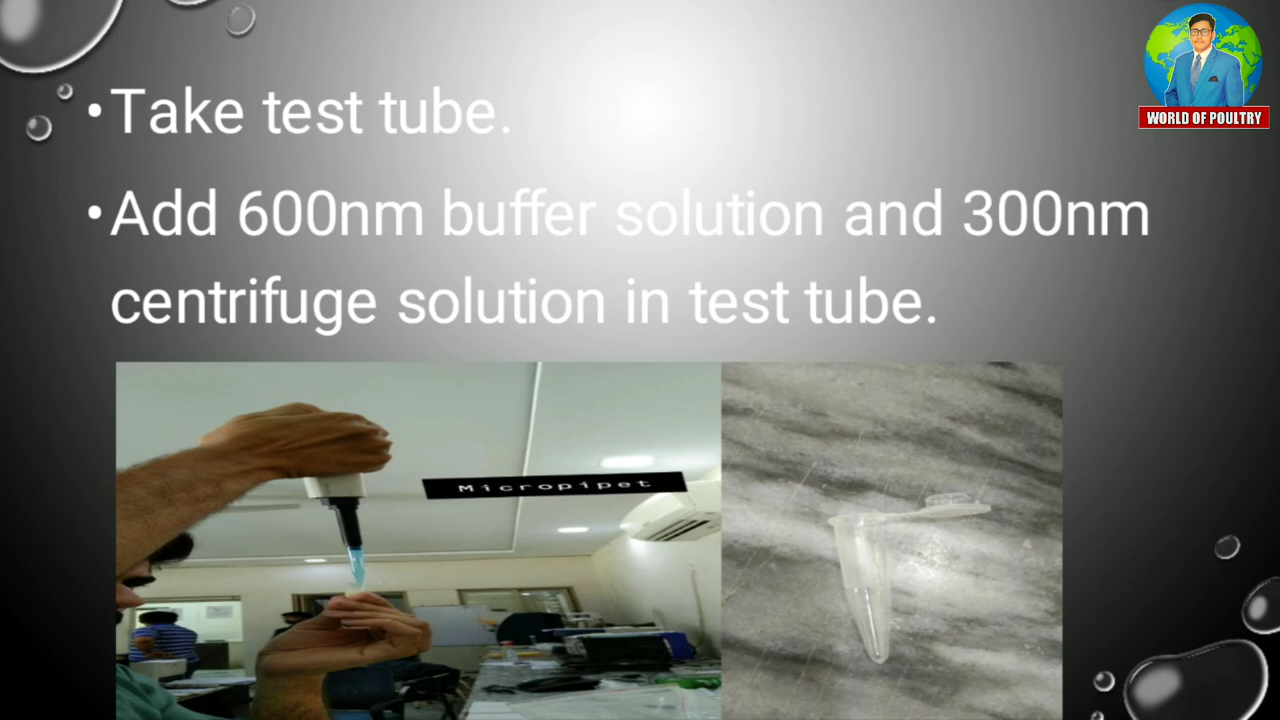 WORLD OF POULTRY
•Take test tube.
•Add 600nm buffer solution and 300nm
centrifuge solution in test tube.
Micropipet